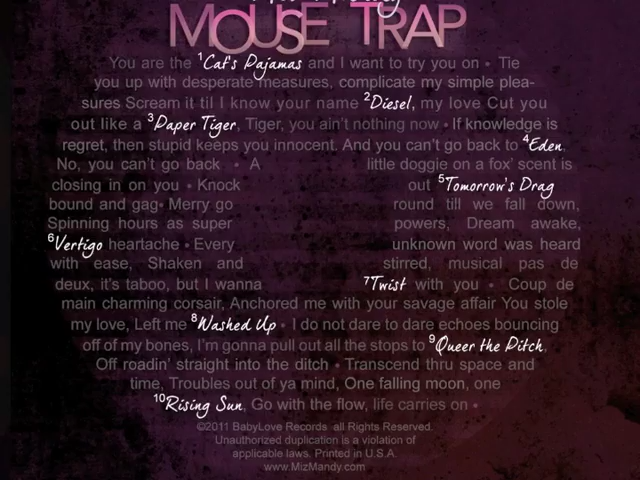 MOUSE TRAP
You are the ¹Cat's Pajamas and I want to try you on • Tie
you up with desperate measures, complicate my simple plea-
sures Scream it til I know your name ²Diesel, my love Cut you
out like a ³Paper Tiger, Tiger, you ain't nothing now • If knowledge is
regret, then stupid keeps you innocent. And you can't go back to ⁴Eden.
No, you can't go back • A little doggie on a fox' scent is
closing in on you • Knock out ⁵Tomorrow's Drag
bound and gag• Merry go round till we fall down,
Spinning hours as super powers, Dream awake,
⁶Vertigo heartache • Every unknown word was heard
with ease, Shaken and stirred, musical pas de
deux, it's taboo, but I wanna ⁷Twist with you • Coup de
main charming corsair, Anchored me with your savage affair You stole
my love, Left me ⁸Washed Up • I do not dare to dare echoes bouncing
off of my bones, I'm gonna pull out all the stops to ⁹Queer the Pitch,
Off roadin' straight into the ditch • Transcend thru space and
time, Troubles out of ya mind, One falling moon, one
¹⁰Rising Sun, Go with the flow, life carries on •
©2011 BabyLove Records all Rights Reserved.
Unauthorized duplication is a violation of
applicable laws. Printed in U.S.A.
www.MizMandy.com